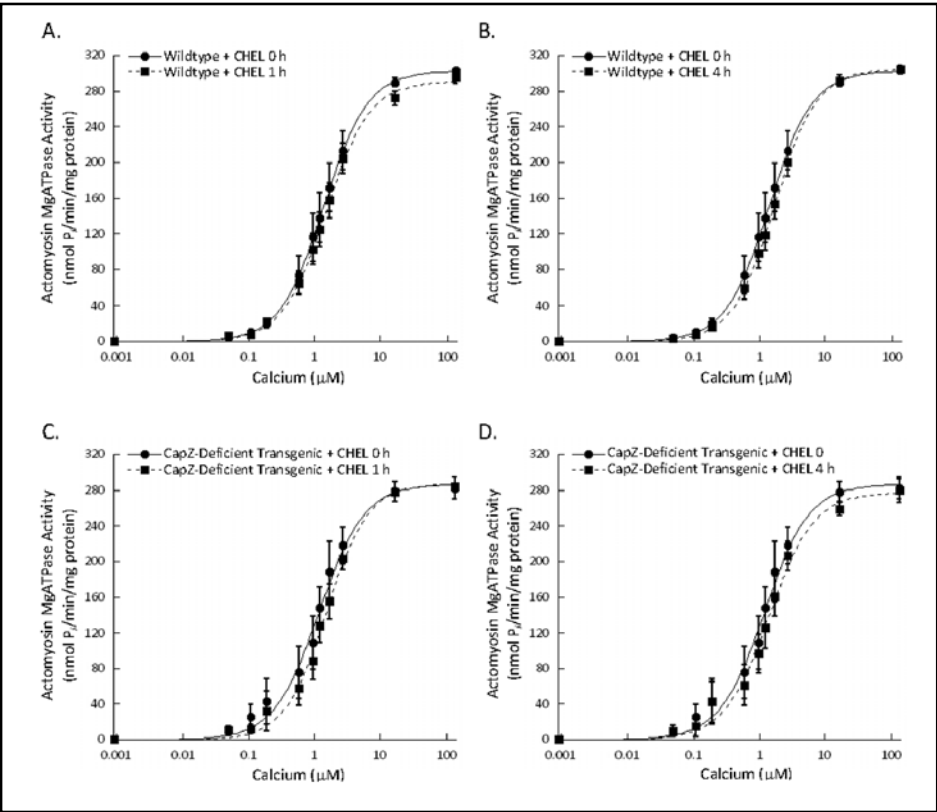 A.
Wildtype + CHEL 0 h
Wildtype + CHEL 1 h
Actomyosin MgATPase Activity
(nmol Pi/min/mg protein)
320
280
240
200
160
120
80
40
0
0.001
0.01
0.1
1
10
100
Calcium (μM)
B.
Wildtype + CHEL 0 h
Wildtype + CHEL 4 h
Actomyosin MgATPase Activity
(nmol Pi/min/mg protein)
320
280
240
200
160
120
80
40
0
0.001
0.01
0.1
1
10
100
Calcium (μM)
C.
CapZ-Deficient Transgenic + CHEL 0 h
CapZ-Deficient Transgenic + CHEL 1 h
Actomyosin MgATPase Activity
(nmol Pi/min/mg protein)
320
280
240
200
160
120
80
40
0
0.001
0.01
0.1
1
10
100
Calcium (μM)
D.
CapZ-Deficient Transgenic + CHEL 0
CapZ-Deficient Transgenic + CHEL 4 h
Actomyosin MgATPase Activity
(nmol Pi/min/mg protein)
320
280
240
200
160
120
80
40
0
0.001
0.01
0.1
1
10
100
Calcium (μM)